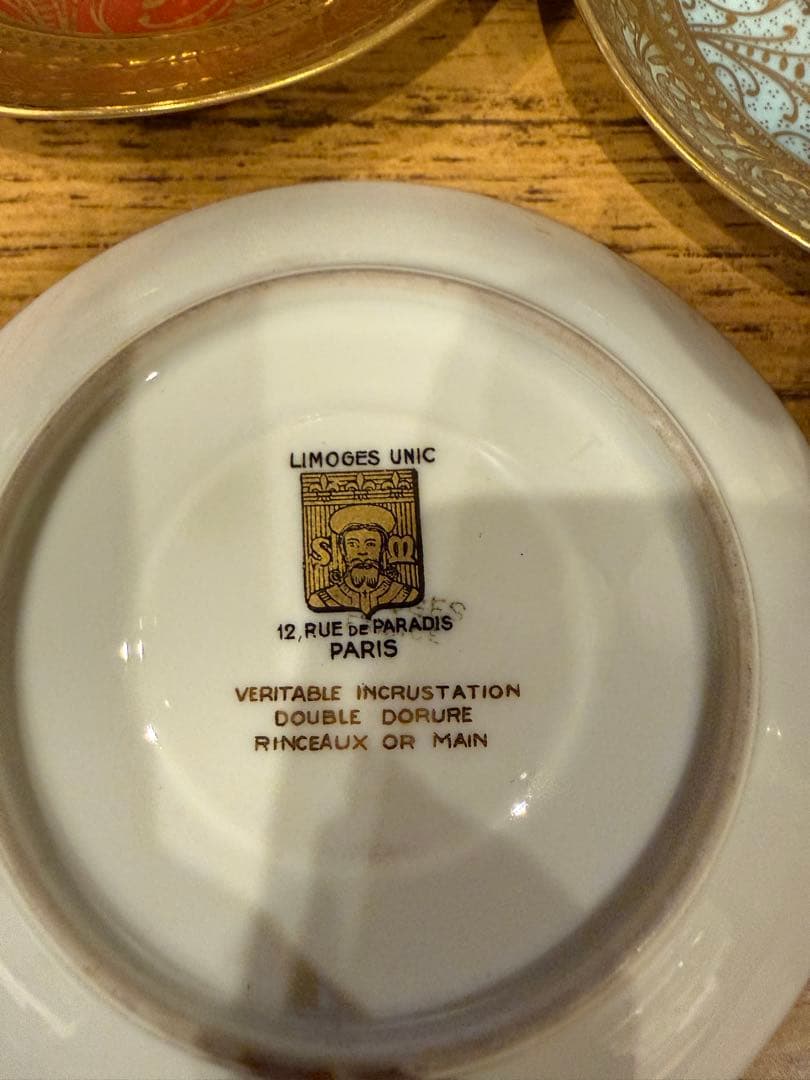 LIMOGES UNIC
S M
12, RUE DE PARADIS
PARIS
VERITABLE INCRUSTATION
DOUBLE DORURE
RINCEAUX OR MAIN